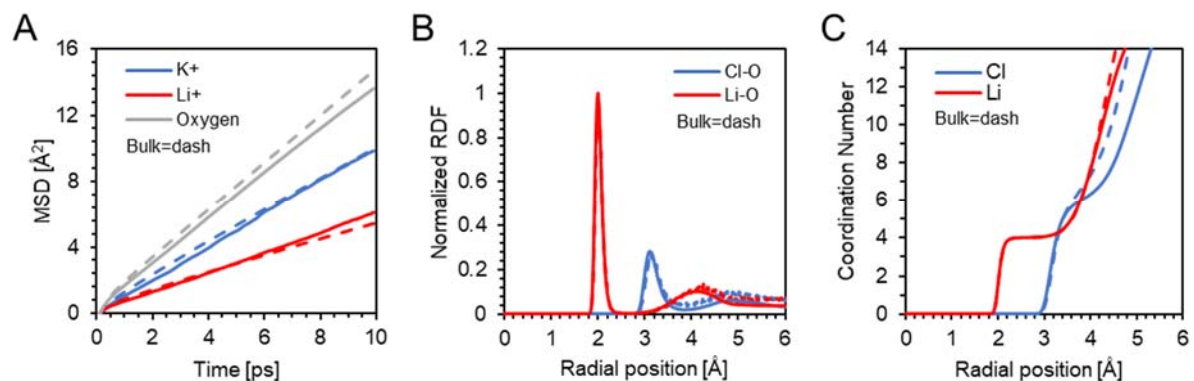 A
MSD [Å²]
16
12
8
4
0
K+
Li+
Oxygen
Bulk=dash
0 2 4 6 8 10
Time [ps]
B
Normalized RDF
1.2
1
0.8
0.6
0.4
0.2
0
Cl-O
Li-O
Bulk=dash
0 1 2 3 4 5 6
Radial position [Å]
C
Coordination Number
14
12
10
8
6
4
2
0
Cl
Li
Bulk=dash
0 1 2 3 4 5 6
Radial position [Å]